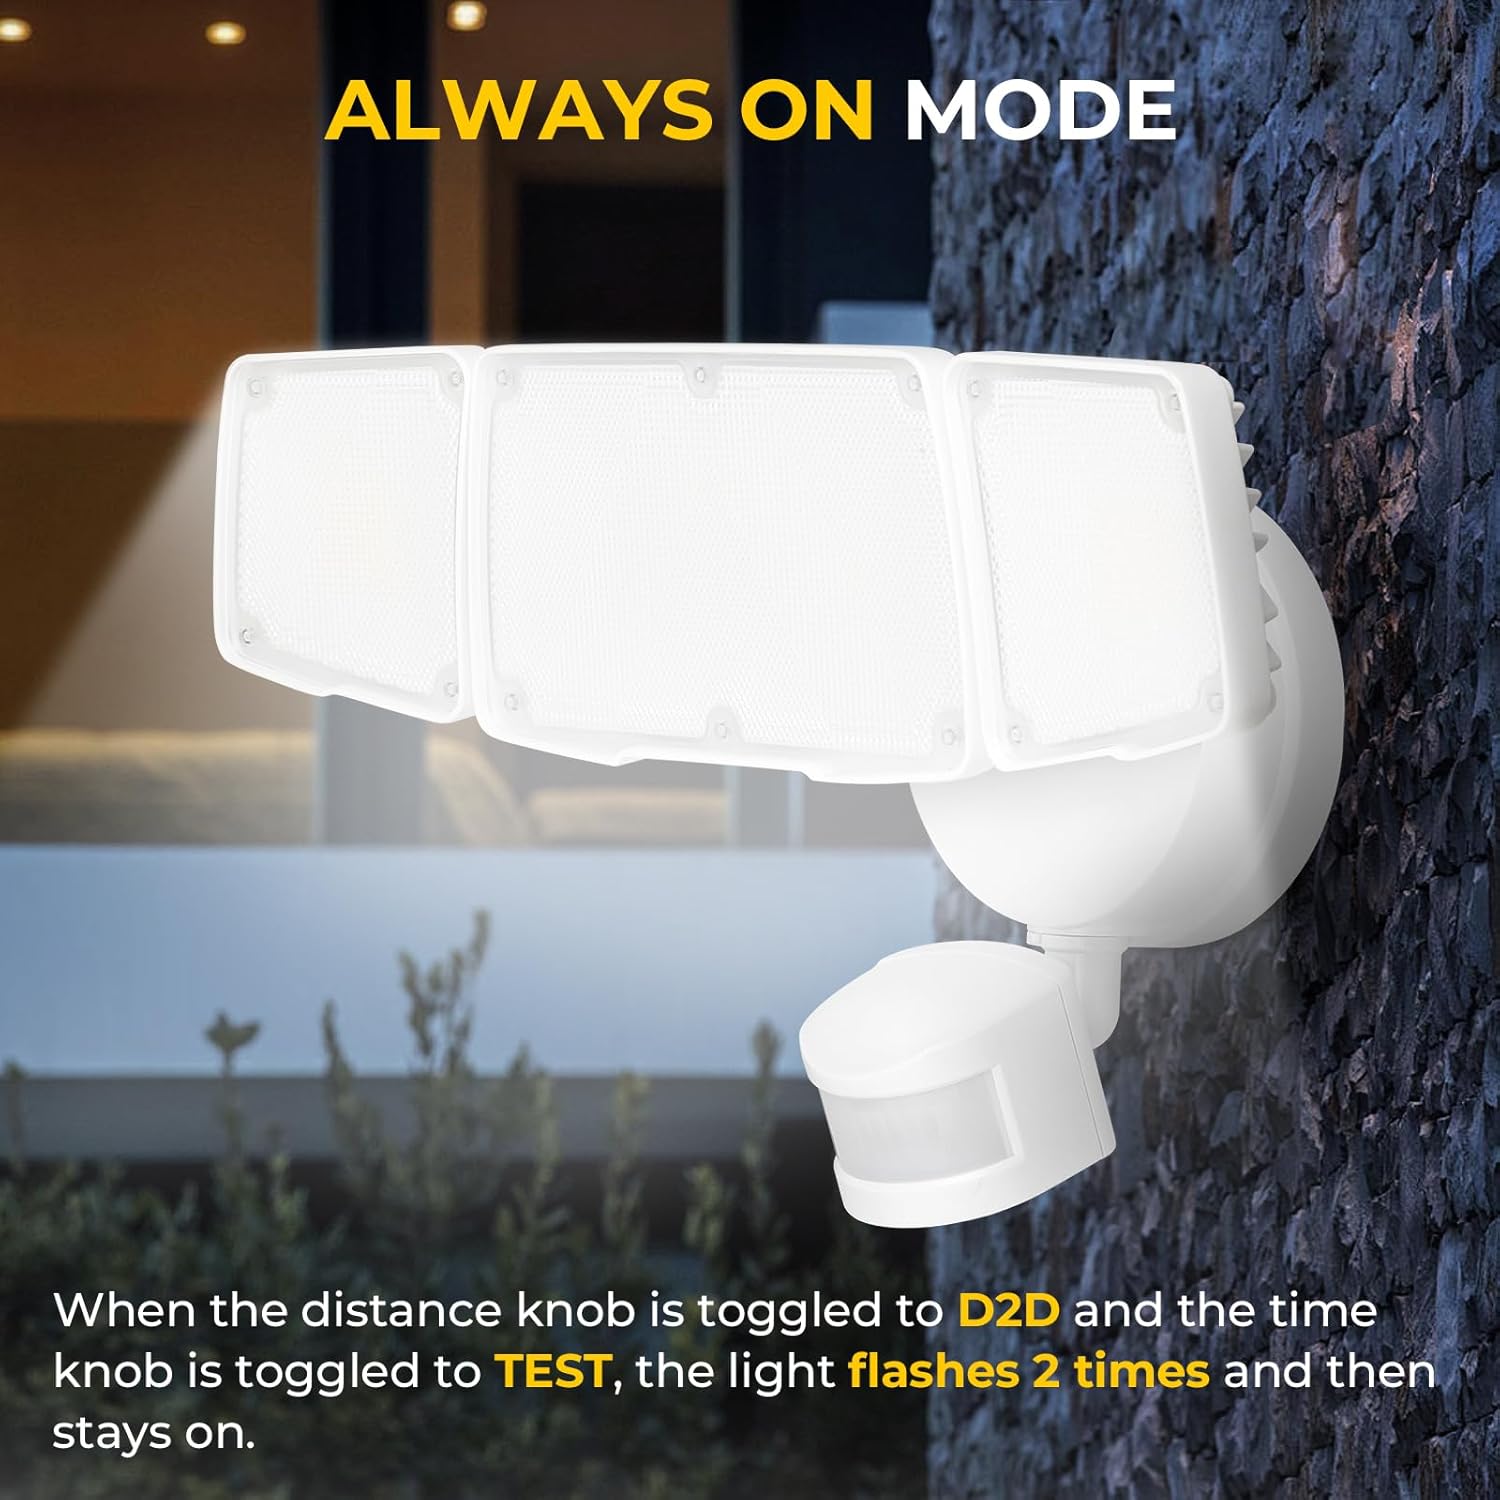 ALWAYS ON MODE
When the distance knob is toggled to D2D and the time
knob is toggled to TEST, the light flashes 2 times and then
stays on.